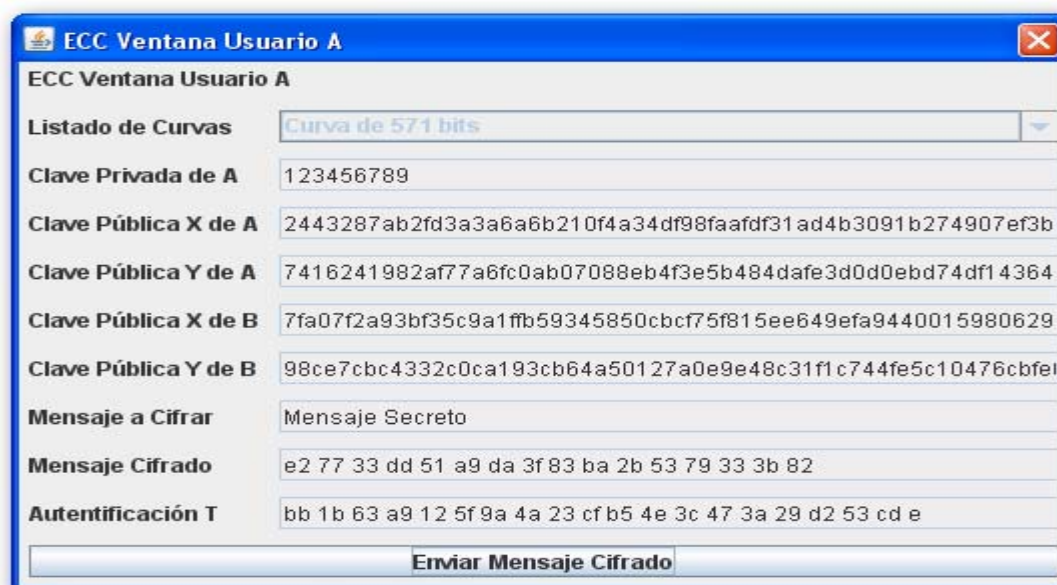 ECC Ventana Usuario A
ECC Ventana Usuario A
Listado de Curvas Curva de 571 bits
Clave Privada de A 123456789
Clave Pública X de A 2443287ab2fd3a3a6a6b210f4a34df98faafdf31ad4b3091b274907ef3b
Clave Pública Y de A 7416241982af77a6fc0ab07088eb4f3e5b484dafe3d0d0ebd74df14364
Clave Pública X de B 7fa07f2a93bf35c9a1ffb59345850cbcf75f815ee649efa9440015980629
Clave Pública Y de B 98ce7cbc4332c0ca193cb64a50127a0e9e48c31f1c744fe5c10476cbfe
Mensaje a Cifrar Mensaje Secreto
Mensaje Cifrado e2 77 33 dd 51 a9 da 3f 83 ba 2b 53 79 33 3b 82
Autentificación T bb 1b 63 a9 12 5f 9a 4a 23 cf b5 4e 3c 47 3a 29 d2 53 cd e
Enviar Mensaje Cifrado